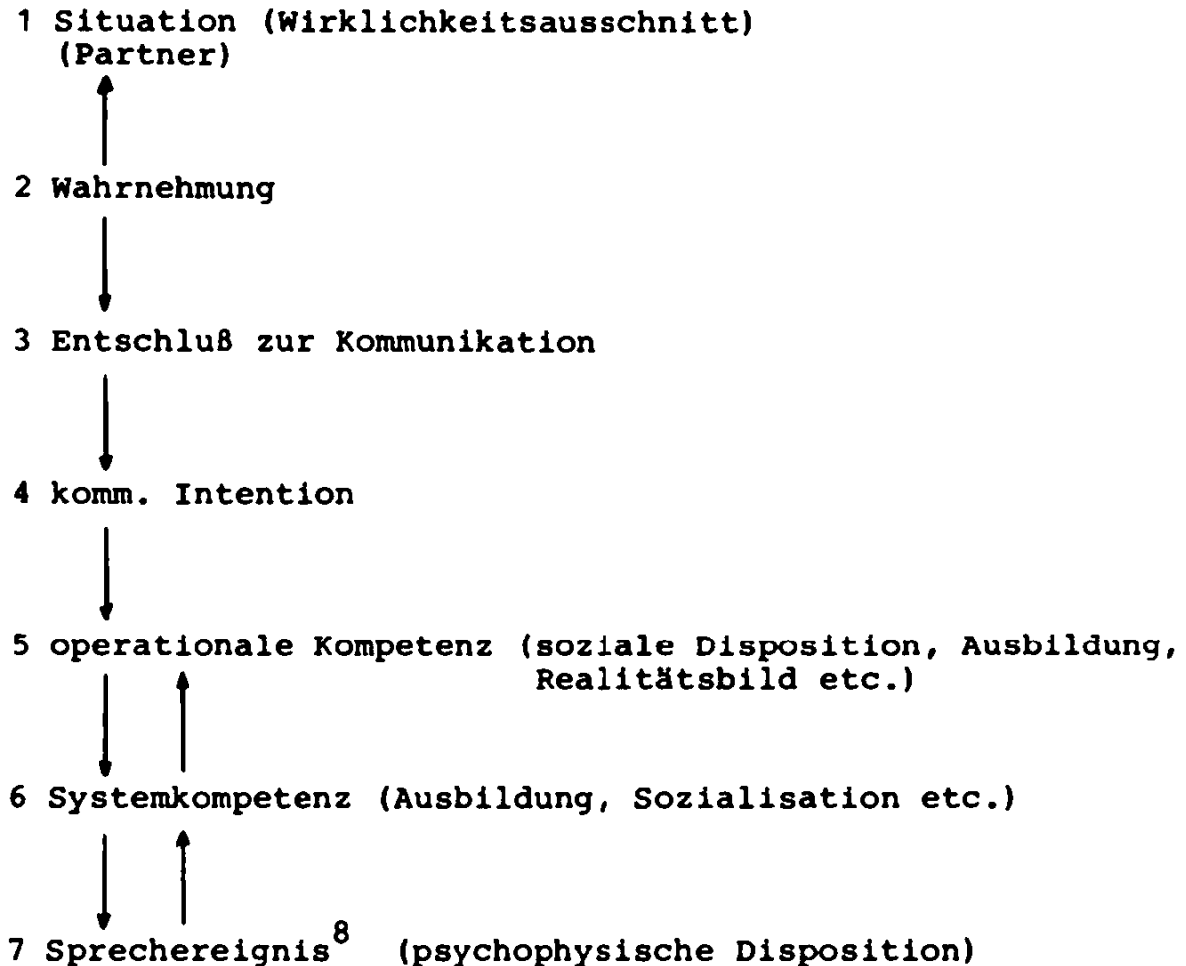 1 Situation (Wirklichkeitsausschnitt)
(Partner)
2 Wahrnehmung
3 Entschluß zur Kommunikation
4 komm. Intention
5 operationale Kompetenz (soziale Disposition, Ausbildung,
Realitätsbild etc.)
6 Systemkompetenz (Ausbildung, Sozialisation etc.)
7 Sprechereignis⁸ (psychophysische Disposition)